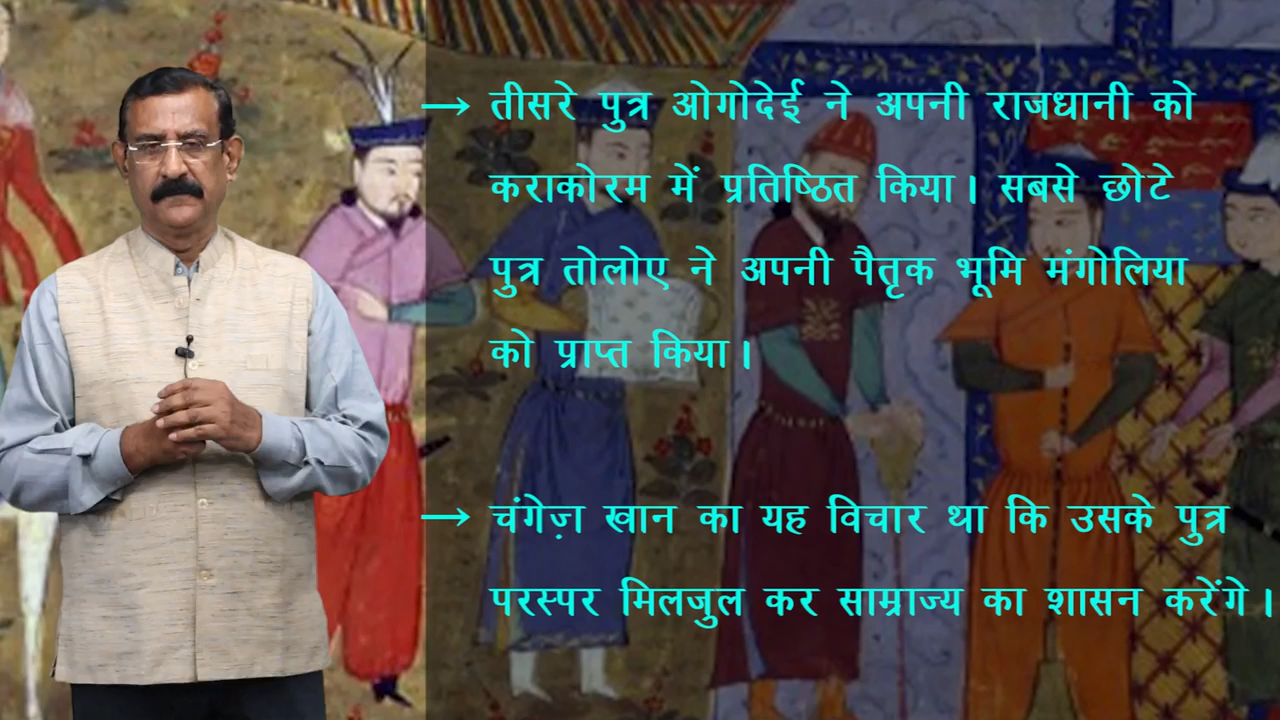 → तीसरे पुत्र ओगोदेई ने अपनी राजधानी को
कराकोरम में प्रतिष्ठित किया। सबसे छोटे
पुत्र तोलोए ने अपनी पैतृक भूमि मंगोलिया
को प्राप्त किया।
→ चंगेज़ खान का यह विचार था कि उसके पुत्र
परस्पर मिलजुल कर साम्राज्य का शासन करेंगे।